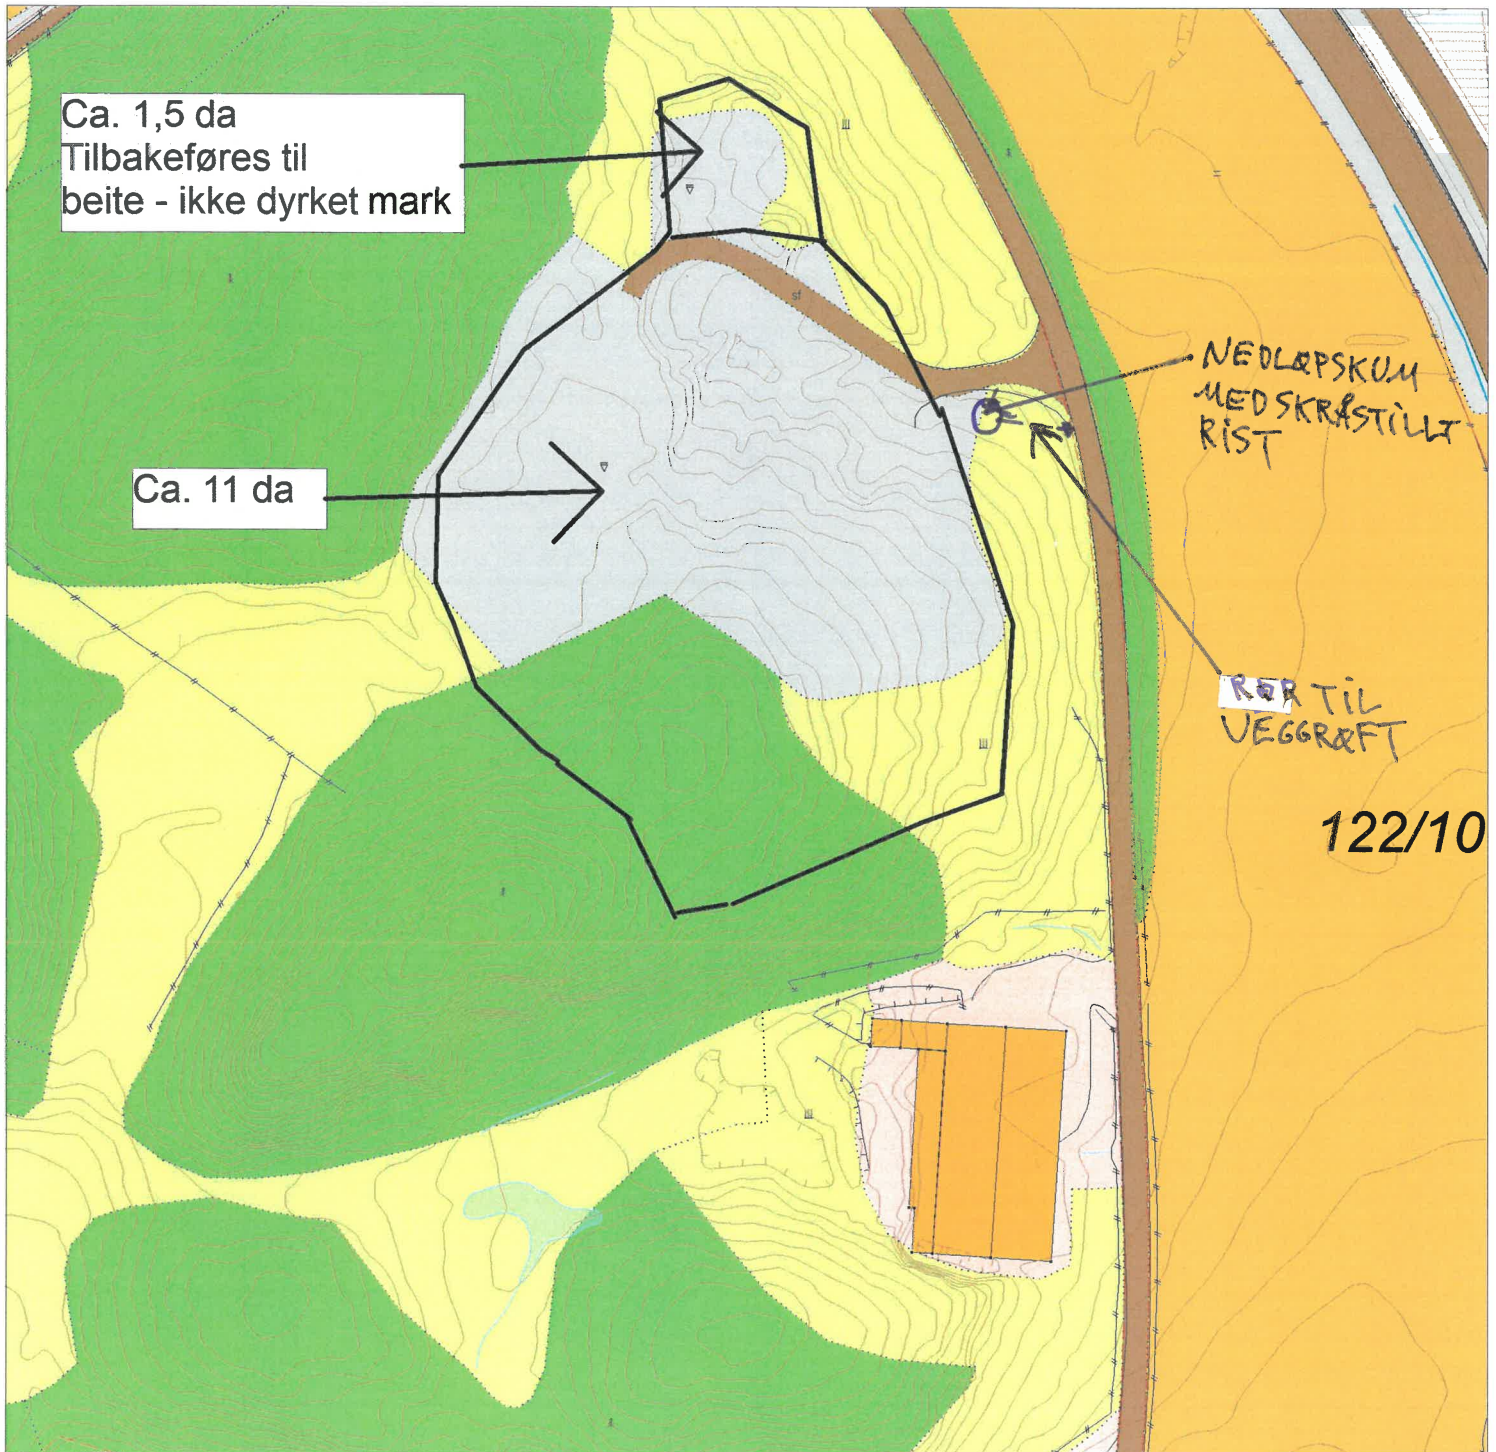 Ca. 1,5 da
Tilbakeføres til
beite - ikke dyrket mark
st
NEDLØPSKUM
MED SKRÅSTILLT
RIST
Ca. 11 da
RØR TIL
VEGGRØFT
122/10